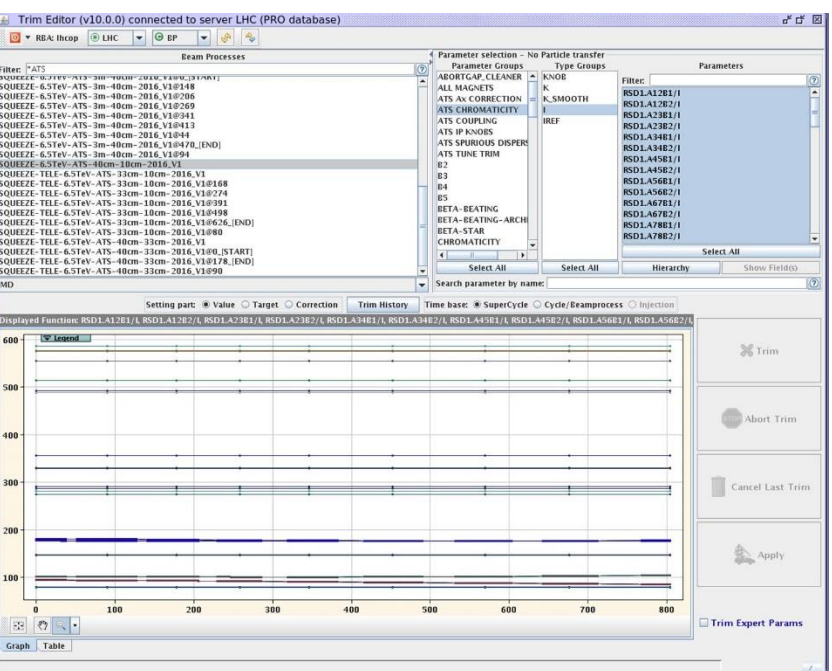 Trim Editor (v10.0.0) connected to server LHC (PRO database)
RBA: lhcop LHC BP
Beam Processes
Filter: *ATS
SQUEEZE-6.5TeV-ATS-3m-40cm-2016_V1@0_[START]
SQUEEZE-6.5TeV-ATS-3m-40cm-2016_V1@148
SQUEEZE-6.5TeV-ATS-3m-40cm-2016_V1@206
SQUEEZE-6.5TeV-ATS-3m-40cm-2016_V1@269
SQUEEZE-6.5TeV-ATS-3m-40cm-2016_V1@341
SQUEEZE-6.5TeV-ATS-3m-40cm-2016_V1@413
SQUEEZE-6.5TeV-ATS-3m-40cm-2016_V1@44
SQUEEZE-6.5TeV-ATS-3m-40cm-2016_V1@470_[END]
SQUEEZE-6.5TeV-ATS-3m-40cm-2016_V1@94
SQUEEZE-6.5TeV-ATS-40cm-10cm-2016_V1
SQUEEZE-TELE-6.5TeV-ATS-33cm-10cm-2016_V1
SQUEEZE-TELE-6.5TeV-ATS-33cm-10cm-2016_V1@168
SQUEEZE-TELE-6.5TeV-ATS-33cm-10cm-2016_V1@274
SQUEEZE-TELE-6.5TeV-ATS-33cm-10cm-2016_V1@391
SQUEEZE-TELE-6.5TeV-ATS-33cm-10cm-2016_V1@498
SQUEEZE-TELE-6.5TeV-ATS-33cm-10cm-2016_V1@626_[END]
SQUEEZE-TELE-6.5TeV-ATS-33cm-10cm-2016_V1@80
SQUEEZE-TELE-6.5TeV-ATS-40cm-33cm-2016_V1
SQUEEZE-TELE-6.5TeV-ATS-40cm-33cm-2016_V1@0_[START]
SQUEEZE-TELE-6.5TeV-ATS-40cm-33cm-2016_V1@178_[END]
SQUEEZE-TELE-6.5TeV-ATS-40cm-33cm-2016_V1@90
MD
Parameter selection - No Particle transfer
Parameter Groups
ABORTGAP_CLEANER
ALL MAGNETS
ATS Ax CORRECTION
ATS CHROMATICITY
ATS COUPLING
ATS IP KNOBS
ATS SPURIOUS DISPERS
ATS TUNE TRIM
B2
B3
B4
B5
BETA-BEATING
BETA-BEATING-ARCHI
BETA-STAR
CHROMATICITY
Select All
Type Groups
KNOB
K
K_SMOOTH
I
IREF
Select All
Parameters
Filter:
RSD1.A12B1/I
RSD1.A12B2/I
RSD1.A23B1/I
RSD1.A23B2/I
RSD1.A34B1/I
RSD1.A34B2/I
RSD1.A45B1/I
RSD1.A45B2/I
RSD1.A56B1/I
RSD1.A56B2/I
RSD1.A67B1/I
RSD1.A67B2/I
RSD1.A78B1/I
RSD1.A78B2/I
Select All
Hierarchy Show Field(s)
Search parameter by name:
Setting part: Value Target Correction Trim History Time base: SuperCycle Cycle/Beamprocess Injection
Displayed Function: RSD1.A12B1/I, RSD1.A12B2/I, RSD1.A23B1/I, RSD1.A23B2/I, RSD1.A34B1/I, RSD1.A34B2/I, RSD1.A45B1/I, RSD1.A45B2/I, RSD1.A56B1/I, RSD1.A56B2/I,
Legend
600
500
400
300
200
100
0 100 200 300 400 500 600 700 800
Trim
STOP Abort Trim
Cancel Last Trim
Apply
Trim Expert Params
Graph Table